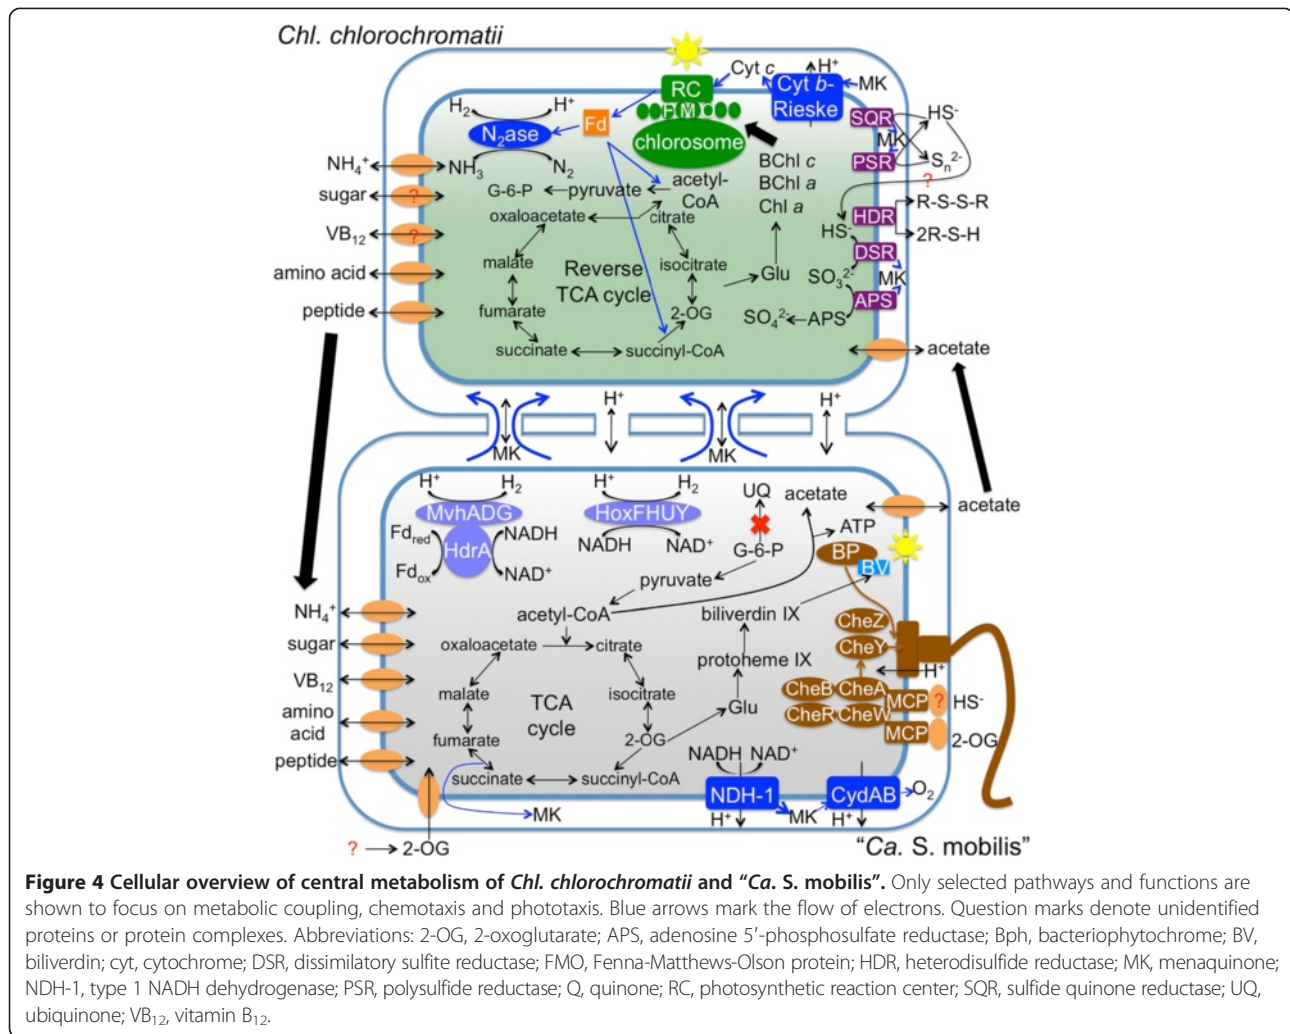 Chl. chlorochromatii
Cyt c
H⁺
Cyt b-
Rieske
MK
RC
F M
chlorosome
Fd
H₂
H⁺
N₂ase
NH₃
N₂
SQR
HS⁻
MK
PSR
Sₙ²⁻
?
BChl c
BChl a
Chl a
NH₄⁺
sugar
?
VB₁₂
?
amino acid
peptide
G-6-P
pyruvate
acetyl-
CoA
oxaloacetate
citrate
malate
isocitrate
Reverse
TCA cycle
fumarate
2-OG
succinate
succinyl-CoA
Glu
HDR
R-S-S-R
2R-S-H
HS⁻
DSR
SO₃²⁻
MK
APS
SO₄²⁻
APS
acetate
H⁺
H⁺
MK
MK
H⁺
H₂
MvhADG
Fd_red
HdrA
NADH
Fd_ox
NAD⁺
H⁺
H₂
HoxFHUY
NADH
NAD⁺
UQ
acetate
acetate
ATP
G-6-P
BP
BV
pyruvate
acetyl-CoA
biliverdin IX
NH₄⁺
sugar
VB₁₂
amino
acid
peptide
oxaloacetate
citrate
protoheme IX
malate
isocitrate
TCA
cycle
Glu
fumarate
2-OG
succinate
succinyl-CoA
CheZ
CheY
H⁺
CheB
CheA
MCP
?
HS⁻
CheR
CheW
MCP
2-OG
NADH
NAD⁺
NDH-1
CydAB
O₂
MK
H⁺
MK
H⁺
?
2-OG
"Ca. S. mobilis"
Figure 4 Cellular overview of central metabolism of Chl. chlorochromatii and "Ca. S. mobilis". Only selected pathways and functions are
shown to focus on metabolic coupling, chemotaxis and phototaxis. Blue arrows mark the flow of electrons. Question marks denote unidentified
proteins or protein complexes. Abbreviations: 2-OG, 2-oxoglutarate; APS, adenosine 5′-phosphosulfate reductase; Bph, bacteriophytochrome; BV,
biliverdin; cyt, cytochrome; DSR, dissimilatory sulfite reductase; FMO, Fenna-Matthews-Olson protein; HDR, heterodisulfide reductase; MK, menaquinone;
NDH-1, type 1 NADH dehydrogenase; PSR, polysulfide reductase; Q, quinone; RC, photosynthetic reaction center; SQR, sulfide quinone reductase; UQ,
ubiquinone; VB₁₂, vitamin B₁₂.